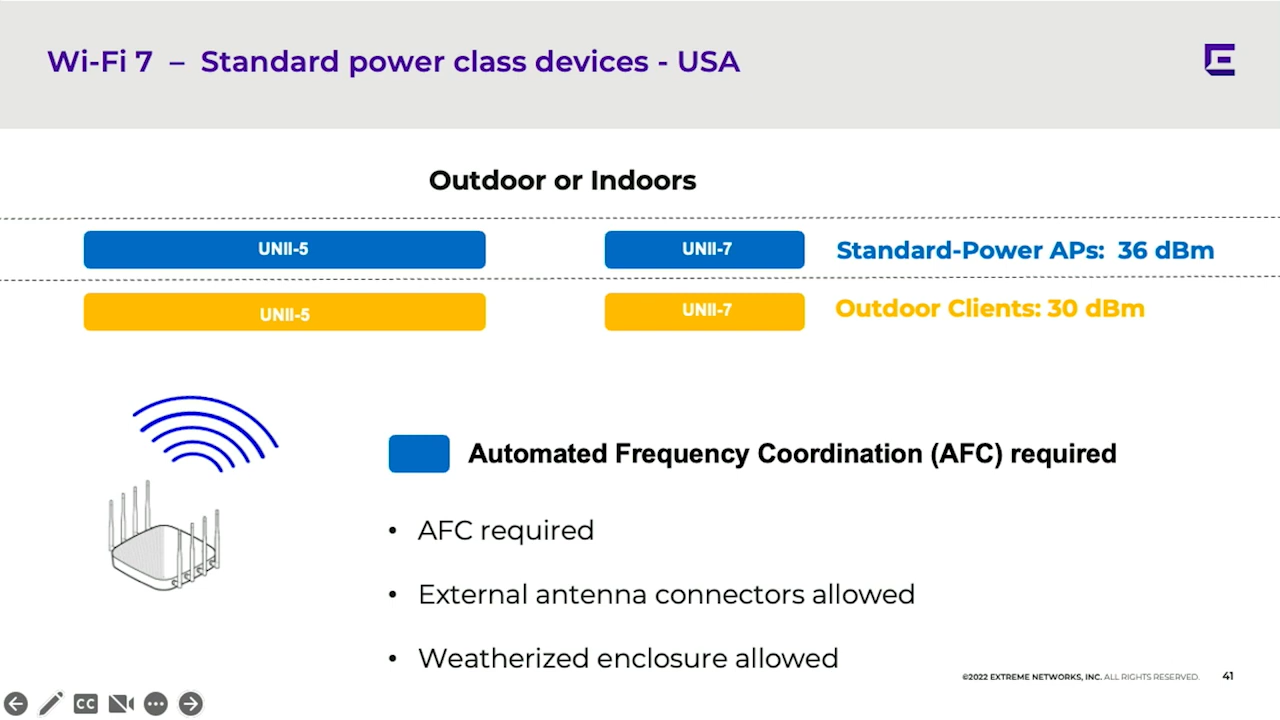 Wi-Fi 7 – Standard power class devices - USA
Outdoor or Indoors
UNII-5 UNII-7 Standard-Power APs: 36 dBm
UNII-5 UNII-7 Outdoor Clients: 30 dBm
Automated Frequency Coordination (AFC) required
• AFC required
• External antenna connectors allowed
• Weatherized enclosure allowed
©2022 EXTREME NETWORKS, INC. ALL RIGHTS RESERVED. 41
CC